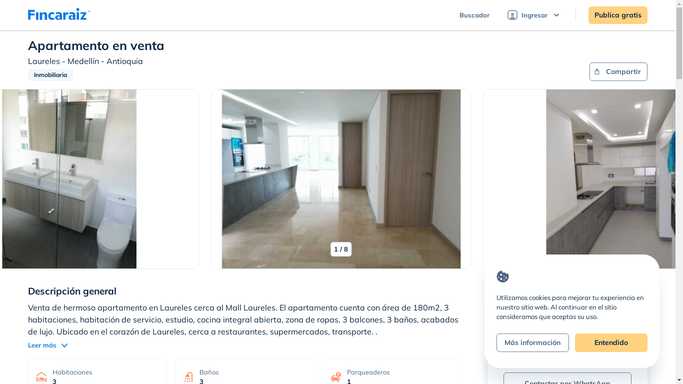 Fincaraiz
Buscador
Ingresar
Publica gratis
Apartamento en venta
Laureles - Medellín - Antioquia
Inmobiliaria
Compartir
1 / 8
Descripción general
Venta de hermoso apartamento en Laureles cerca al Mall Laureles. El apartamento cuenta con área de 180m2, 3
habitaciones, habitación de servicio, estudio, cocina integral abierta, zona de ropas, 3 balcones, 3 baños, acabados
de lujo. Ubicado en el corazón de Laureles, cerca a restaurantes, supermercados, transporte. .
Leer más
Habitaciones
3
Baños
3
Parqueaderos
1
Utilizamos cookies para mejorar tu experiencia en
nuestro sitio web. Al continuar en el sitio
consideramos que aceptas su uso.
Más información
Entendido
Contactar por WhatsApp